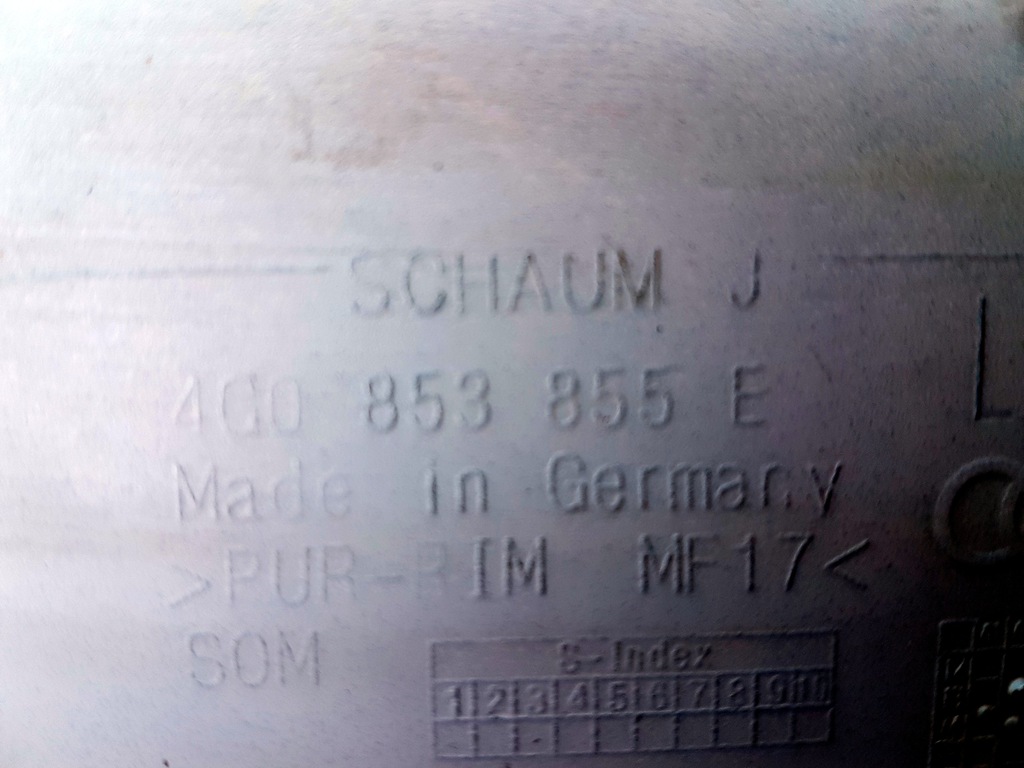 SCHAUM J
L
4G0 853 855 E
Made in Germany
>PUR-RIM MF17<
SOM
S-Index
1 2 3 4 5 6 7 8 9 10